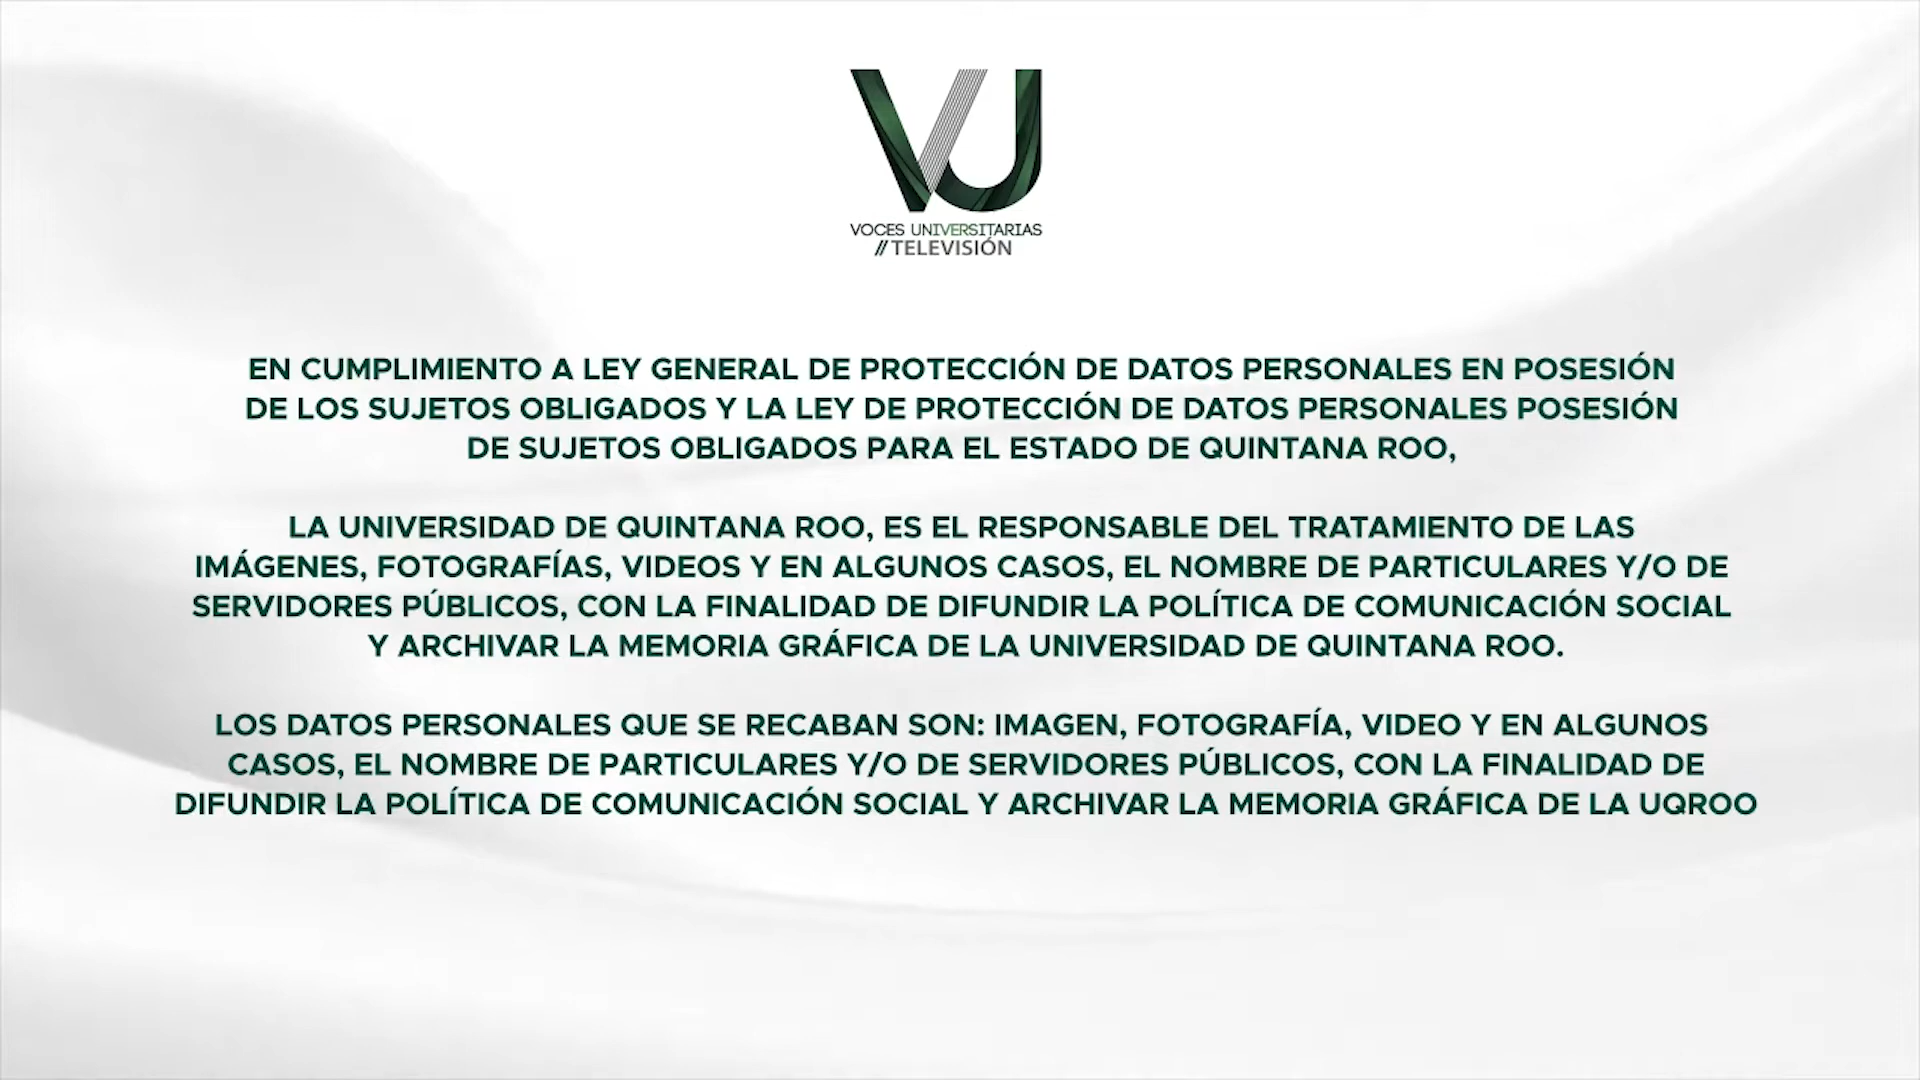 VU
VOCES UNIVERSITARIAS
//TELEVISIÓN
EN CUMPLIMIENTO A LEY GENERAL DE PROTECCIÓN DE DATOS PERSONALES EN POSESIÓN
DE LOS SUJETOS OBLIGADOS Y LA LEY DE PROTECCIÓN DE DATOS PERSONALES POSESIÓN
DE SUJETOS OBLIGADOS PARA EL ESTADO DE QUINTANA ROO,
LA UNIVERSIDAD DE QUINTANA ROO, ES EL RESPONSABLE DEL TRATAMIENTO DE LAS
IMÁGENES, FOTOGRAFÍAS, VIDEOS Y EN ALGUNOS CASOS, EL NOMBRE DE PARTICULARES Y/O DE
SERVIDORES PÚBLICOS, CON LA FINALIDAD DE DIFUNDIR LA POLÍTICA DE COMUNICACIÓN SOCIAL
Y ARCHIVAR LA MEMORIA GRÁFICA DE LA UNIVERSIDAD DE QUINTANA ROO.
LOS DATOS PERSONALES QUE SE RECABAN SON: IMAGEN, FOTOGRAFÍA, VIDEO Y EN ALGUNOS
CASOS, EL NOMBRE DE PARTICULARES Y/O DE SERVIDORES PÚBLICOS, CON LA FINALIDAD DE
DIFUNDIR LA POLÍTICA DE COMUNICACIÓN SOCIAL Y ARCHIVAR LA MEMORIA GRÁFICA DE LA UQROO